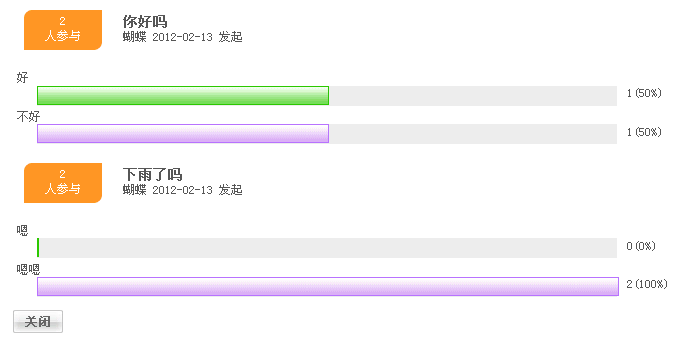 2
人参与
你好吗
蝴蝶 2012-02-13 发起
好
1(50%)
不好
1(50%)
2
人参与
下雨了吗
蝴蝶 2012-02-13 发起
嗯
0(0%)
嗯嗯
2(100%)
关闭